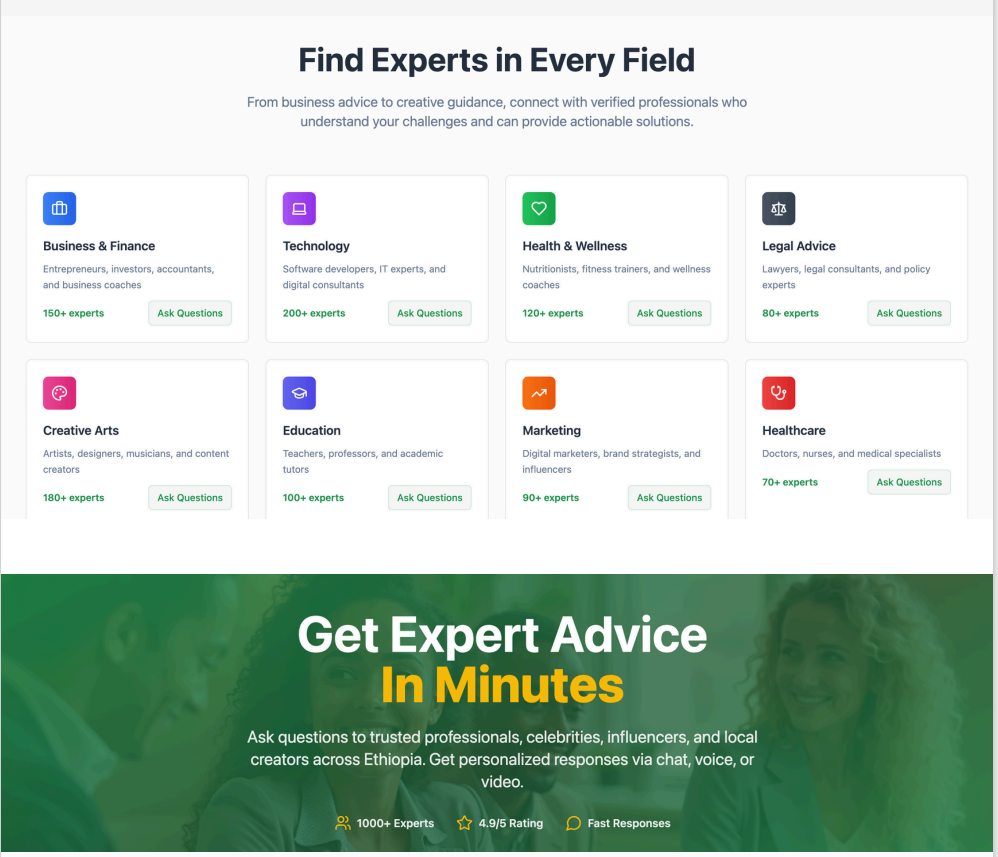 Find Experts in Every Field
From business advice to creative guidance, connect with verified professionals who
understand your challenges and can provide actionable solutions.
Business & Finance
Entrepreneurs, investors, accountants,
and business coaches
150+ experts
Ask Questions
Technology
Software developers, IT experts, and
digital consultants
200+ experts
Ask Questions
Health & Wellness
Nutritionists, fitness trainers, and wellness
coaches
120+ experts
Ask Questions
Legal Advice
Lawyers, legal consultants, and policy
experts
80+ experts
Ask Questions
Creative Arts
Artists, designers, musicians, and content
creators
180+ experts
Ask Questions
Education
Teachers, professors, and academic
tutors
100+ experts
Ask Questions
Marketing
Digital marketers, brand strategists, and
influencers
90+ experts
Ask Questions
Healthcare
Doctors, nurses, and medical specialists
70+ experts
Ask Questions
Get Expert Advice
In Minutes
Ask questions to trusted professionals, celebrities, influencers, and local
creators across Ethiopia. Get personalized responses via chat, voice, or
video.
1000+ Experts
4.9/5 Rating
Fast Responses